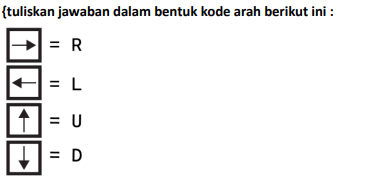 {tuliskan jawaban dalam bentuk kode arah berikut ini :
→ = R
← = L
↑ = U
↓ = D